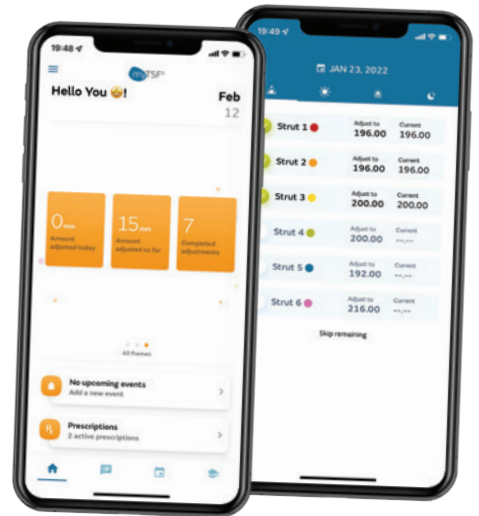 19:48
myTSF
Hello You 🤩!
Feb
12
0mm
Amount
adjusted today
15mm
Amount
adjusted so far
7
Completed
adjustments
All Frames
No upcoming events
Add a new event
Prescriptions
2 active prescriptions
19:49
JAN 23, 2022
Strut 1 Adjust to 196.00 Current 196.00
Strut 2 Adjust to 196.00 Current 196.00
Strut 3 Adjust to 200.00 Current 200.00
Strut 4 Adjust to 200.00 Current --,--
Strut 5 Adjust to 192.00 Current --,--
Strut 6 Adjust to 216.00 Current --,--
Skip remaining